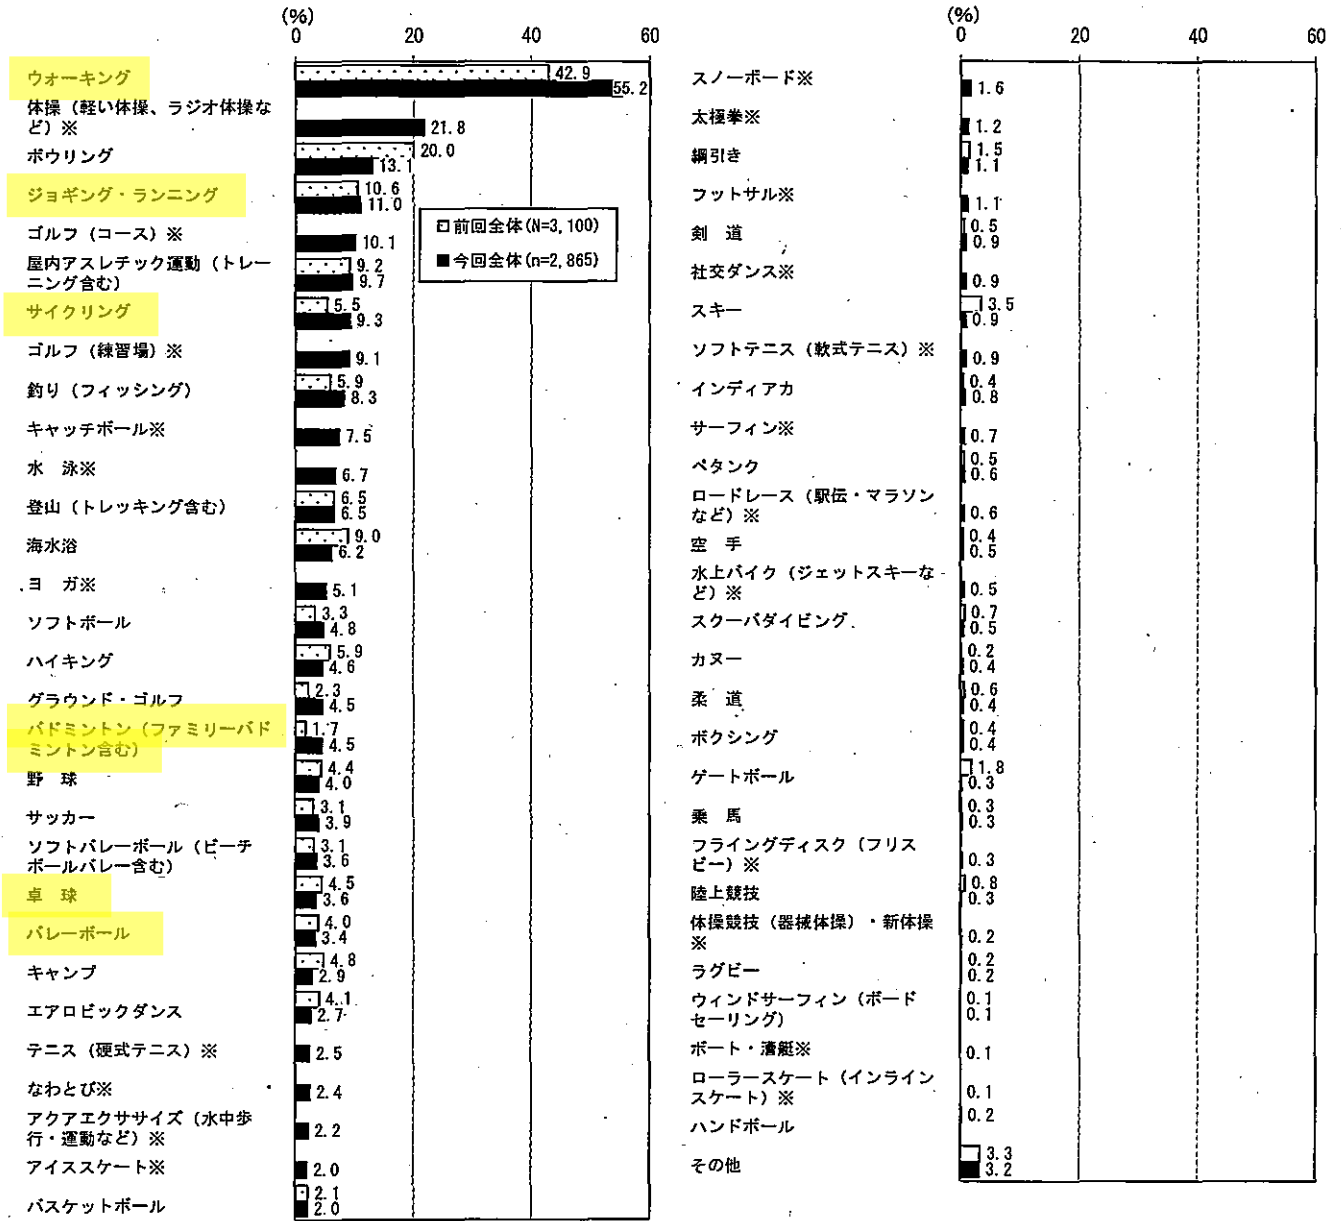 (%)
0 20 40 60
ウォーキング
42.9
55.2
体操（軽い体操、ラジオ体操な
ど）※
21.8
ボウリング
20.0
13.1
ジョギング・ランニング
10.6
11.0
前回全体(N=3,100)
今回全体(n=2,865)
ゴルフ（コース）※
10.1
屋内アスレチック運動（トレー
ニング含む）
9.2
9.7
サイクリング
5.5
9.3
ゴルフ（練習場）※
9.1
釣り（フィッシング）
5.9
8.3
キャッチボール※
7.5
水　泳※
6.7
登山（トレッキング含む）
6.5
6.5
海水浴
9.0
6.2
ヨ　ガ※
5.1
ソフトボール
3.3
4.8
ハイキング
5.9
4.6
グラウンド・ゴルフ
2.3
4.5
バドミントン（ファミリーバド
ミントン含む）
1.7
4.5
野　球
4.4
4.0
サッカー
3.1
3.9
ソフトバレーボール（ビーチ
ボールバレー含む）
3.1
3.6
卓　球
4.5
3.6
バレーボール
4.0
3.4
キャンプ
4.8
2.9
エアロビックダンス
4.1
2.7
テニス（硬式テニス）※
2.5
なわとび※
2.4
アクアエクササイズ（水中歩
行・運動など）※
2.2
アイススケート※
2.0
バスケットボール
2.1
2.0
(%)
0 20 40 60
スノーボード※
1.6
太極拳※
1.2
綱引き
1.5
1.1
フットサル※
1.1
剣　道
0.5
0.9
社交ダンス※
0.9
スキー
3.5
0.9
ソフトテニス（軟式テニス）※
0.9
インディアカ
0.4
0.8
サーフィン※
0.7
ペタンク
0.5
0.6
ロードレース（駅伝・マラソン
など）※
0.6
空　手
0.4
0.5
水上バイク（ジェットスキーな
ど）※
0.5
スクーバダイビング
0.7
0.5
カヌー
0.2
0.4
柔　道
0.6
0.4
ボクシング
0.4
0.4
ゲートボール
1.8
0.3
乗　馬
0.3
0.3
フライングディスク（フリス
ビー）※
0.3
陸上競技
0.8
0.3
体操競技（器械体操）・新体操
※
0.2
ラグビー
0.2
0.2
ウィンドサーフィン（ボード
セーリング）
0.1
0.1
ボート・漕艇※
0.1
ローラースケート（インライン
スケート）※
0.1
ハンドボール
0.2
その他
3.3
3.2